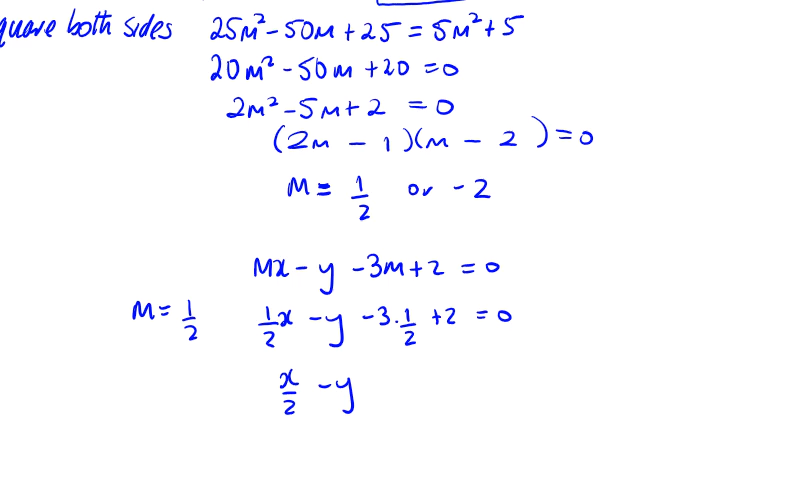 quare both sides 25m² - 50m + 25 = 5m² + 5
20m² - 50m + 20 = 0
2m² - 5m + 2 = 0
(2m - 1)(m - 2) = 0
m = 1/2 or -2
mx - y - 3m + 2 = 0
m = 1/2 1/2x - y - 3.1/2 + 2 = 0
x/2 - y